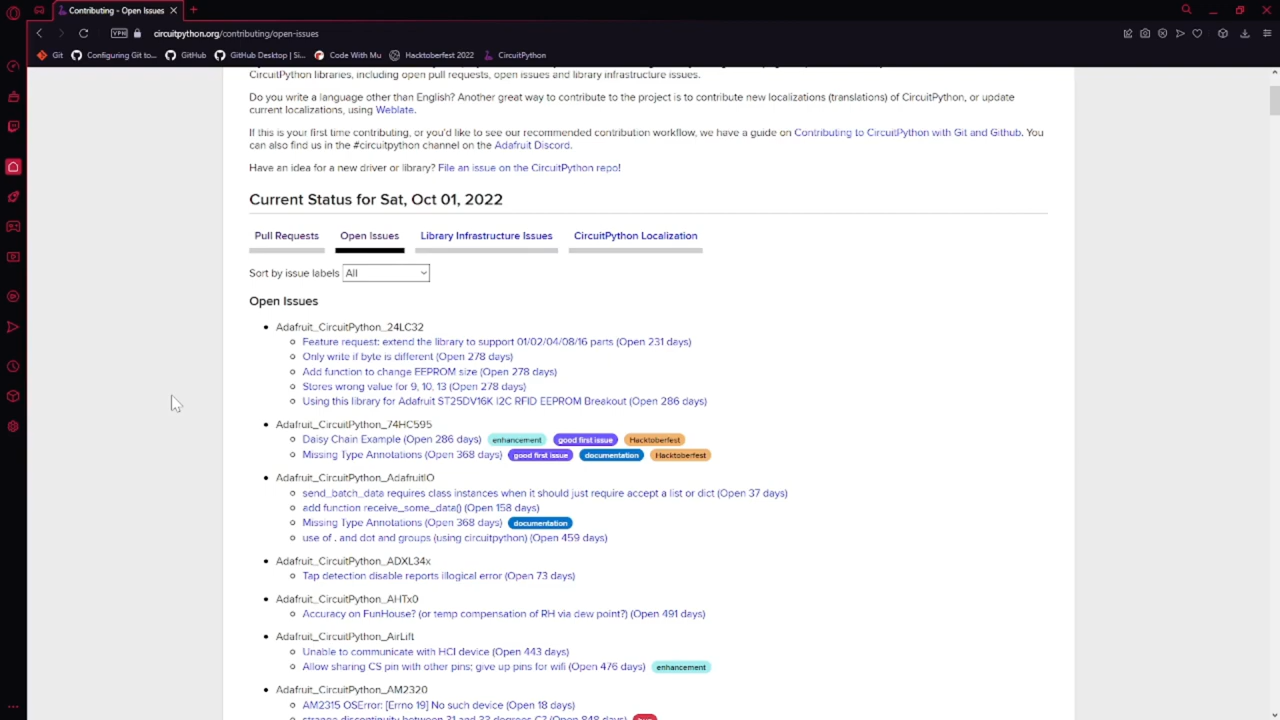 Contributing - Open Issues
VPN
circuitpython.org/contributing/open-issues
Git
Configuring Git to...
GitHub
GitHub Desktop | Si...
Code With Mu
Hacktoberfest 2022
CircuitPython
CircuitPython libraries, including open pull requests, open issues and library infrastructure issues.
Do you write a language other than English? Another great way to contribute to the project is to contribute new localizations (translations) of CircuitPython, or update
current localizations, using Weblate.
If this is your first time contributing, or you'd like to see our recommended contribution workflow, we have a guide on Contributing to CircuitPython with Git and Github. You
can also find us in the #circuitpython channel on the Adafruit Discord.
Have an idea for a new driver or library? File an issue on the CircuitPython repo!
Current Status for Sat, Oct 01, 2022
Pull Requests
Open Issues
Library Infrastructure Issues
CircuitPython Localization
Sort by issue labels All
Open Issues
Adafruit_CircuitPython_24LC32
Feature request: extend the library to support 01/02/04/08/16 parts (Open 231 days)
Only write if byte is different (Open 278 days)
Add function to change EEPROM size (Open 278 days)
Stores wrong value for 9, 10, 13 (Open 278 days)
Using this library for Adafruit ST25DV16K I2C RFID EEPROM Breakout (Open 286 days)
Adafruit_CircuitPython_74HC595
Daisy Chain Example (Open 286 days) enhancement good first issue Hacktoberfest
Missing Type Annotations (Open 368 days) good first issue documentation Hacktoberfest
Adafruit_CircuitPython_AdafruitIO
send_batch_data requires class instances when it should just require accept a list or dict (Open 37 days)
add function receive_some_data() (Open 158 days)
Missing Type Annotations (Open 368 days) documentation
use of . and dot and groups (using circuitpython) (Open 459 days)
Adafruit_CircuitPython_ADXL34x
Tap detection disable reports illogical error (Open 73 days)
Adafruit_CircuitPython_AHTx0
Accuracy on FunHouse? (or temp compensation of RH via dew point?) (Open 491 days)
Adafruit_CircuitPython_AirLift
Unable to communicate with HCI device (Open 443 days)
Allow sharing CS pin with other pins; give up pins for wifi (Open 476 days) enhancement
Adafruit_CircuitPython_AM2320
AM2315 OSError: [Errno 19] No such device (Open 18 days)
strange discontinuity between 31 and 33 degrees C? (Open 848 days) bug